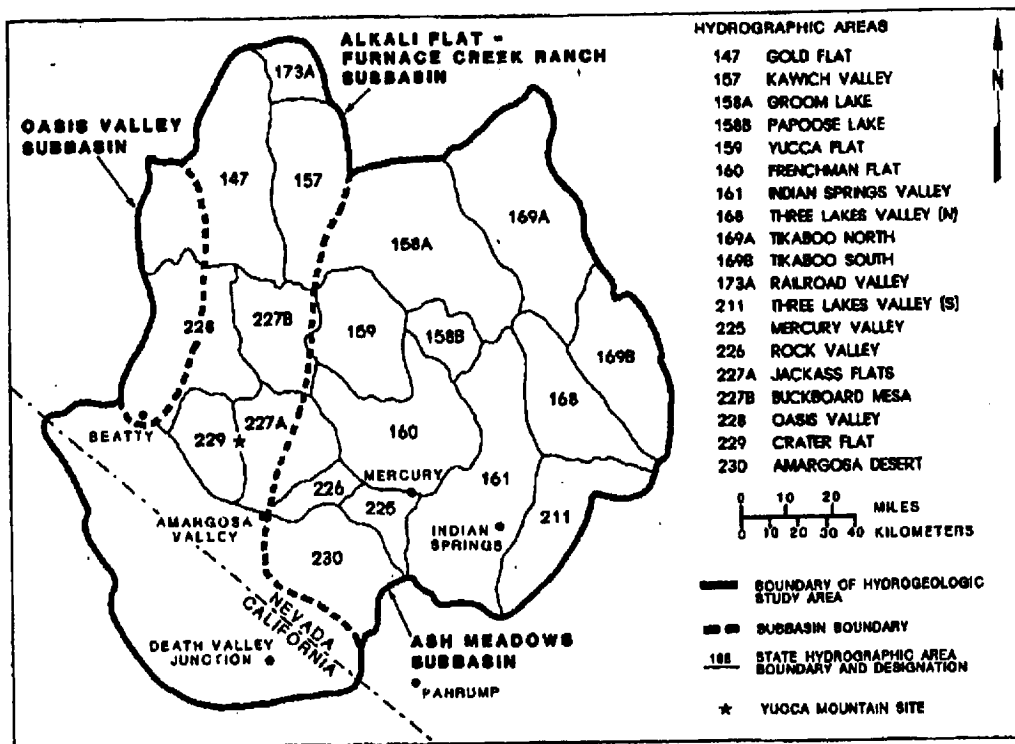 ALKALI FLAT -
FURNACE CREEK RANCH
SUBBASIN
173A
OASIS VALLEY
SUBBASIN
147
157
169A
158A
228
227B
159
158B
169B
168
BEATTY
229
227A
160
MERCURY
226
225
161
211
AMARGOSA
VALLEY
INDIAN
SPRINGS
230
NEVADA
CALIFORNIA
DEATH VALLEY
JUNCTION
ASH MEADOWS
SUBBASIN
PAHRUMP
HYDROGRAPHIC AREAS
N
147 GOLD FLAT
157 KAWICH VALLEY
158A GROOM LAKE
158B PAPOOSE LAKE
159 YUCCA FLAT
160 FRENCHMAN FLAT
161 INDIAN SPRINGS VALLEY
168 THREE LAKES VALLEY (N)
169A TIKABOO NORTH
169B TIKABOO SOUTH
173A RAILROAD VALLEY
211 THREE LAKES VALLEY (S)
225 MERCURY VALLEY
226 ROCK VALLEY
227A JACKASS FLATS
227B BUCKBOARD MESA
228 OASIS VALLEY
229 CRATER FLAT
230 AMARGOSA DESERT
0 10 20 MILES
0 10 20 30 40 KILOMETERS
BOUNDARY OF HYDROGEOLOGIC
STUDY AREA
SUBBASIN BOUNDARY
168 STATE HYDROGRAPHIC AREA
BOUNDARY AND DESIGNATION
YUCCA MOUNTAIN SITE